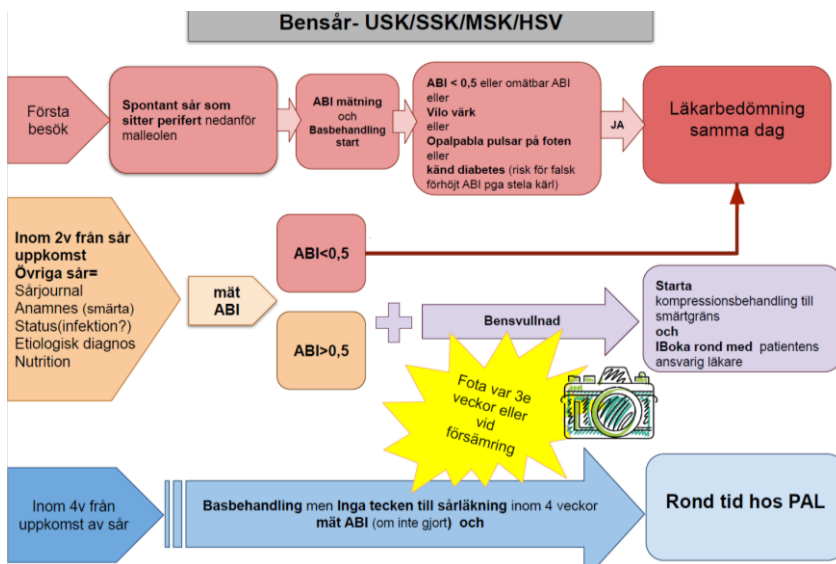 Bensår- USK/SSK/MSK/HSV
Första
besök
Spontant sår som
sitter perifert nedanför
malleolen
ABI mätning
och
Basbehandling
start
ABI < 0,5 eller omätbar ABI
eller
Vilo värk
eller
Opalpabla pulsar på foten
eller
känd diabetes (risk för falsk
förhöjt ABI pga stela kärl)
JA
Läkarbedömning
samma dag
Inom 2v från sår
uppkomst
Övriga sår=
Sårjournal
Anamnes (smärta)
Status(infektion?)
Etiologisk diagnos
Nutrition
mät
ABI
ABI<0,5
ABI>0,5
Bensvullnad
Starta
kompressionsbehandling till
smärtgräns
och
IBoka rond med patientens
ansvarig läkare
Fota var 3e
veckor eller
vid
försämring
Inom 4v från
uppkomst av sår
Basbehandling men Inga tecken till sårläkning inom 4 veckor
mät ABI (om inte gjort) och
Rond tid hos PAL